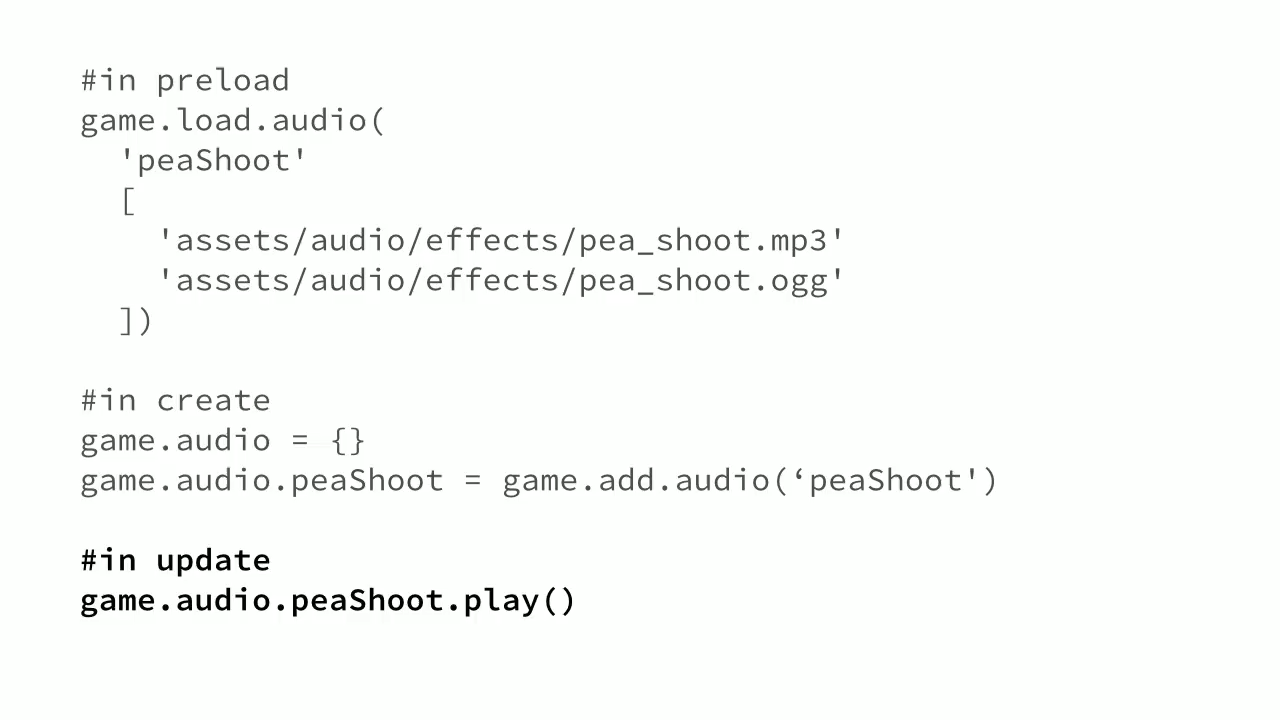 #in preload
game.load.audio(
'peaShoot'
[
'assets/audio/effects/pea_shoot.mp3'
'assets/audio/effects/pea_shoot.ogg'
])
#in create
game.audio = {}
game.audio.peaShoot = game.add.audio(‘peaShoot')
#in update
game.audio.peaShoot.play()